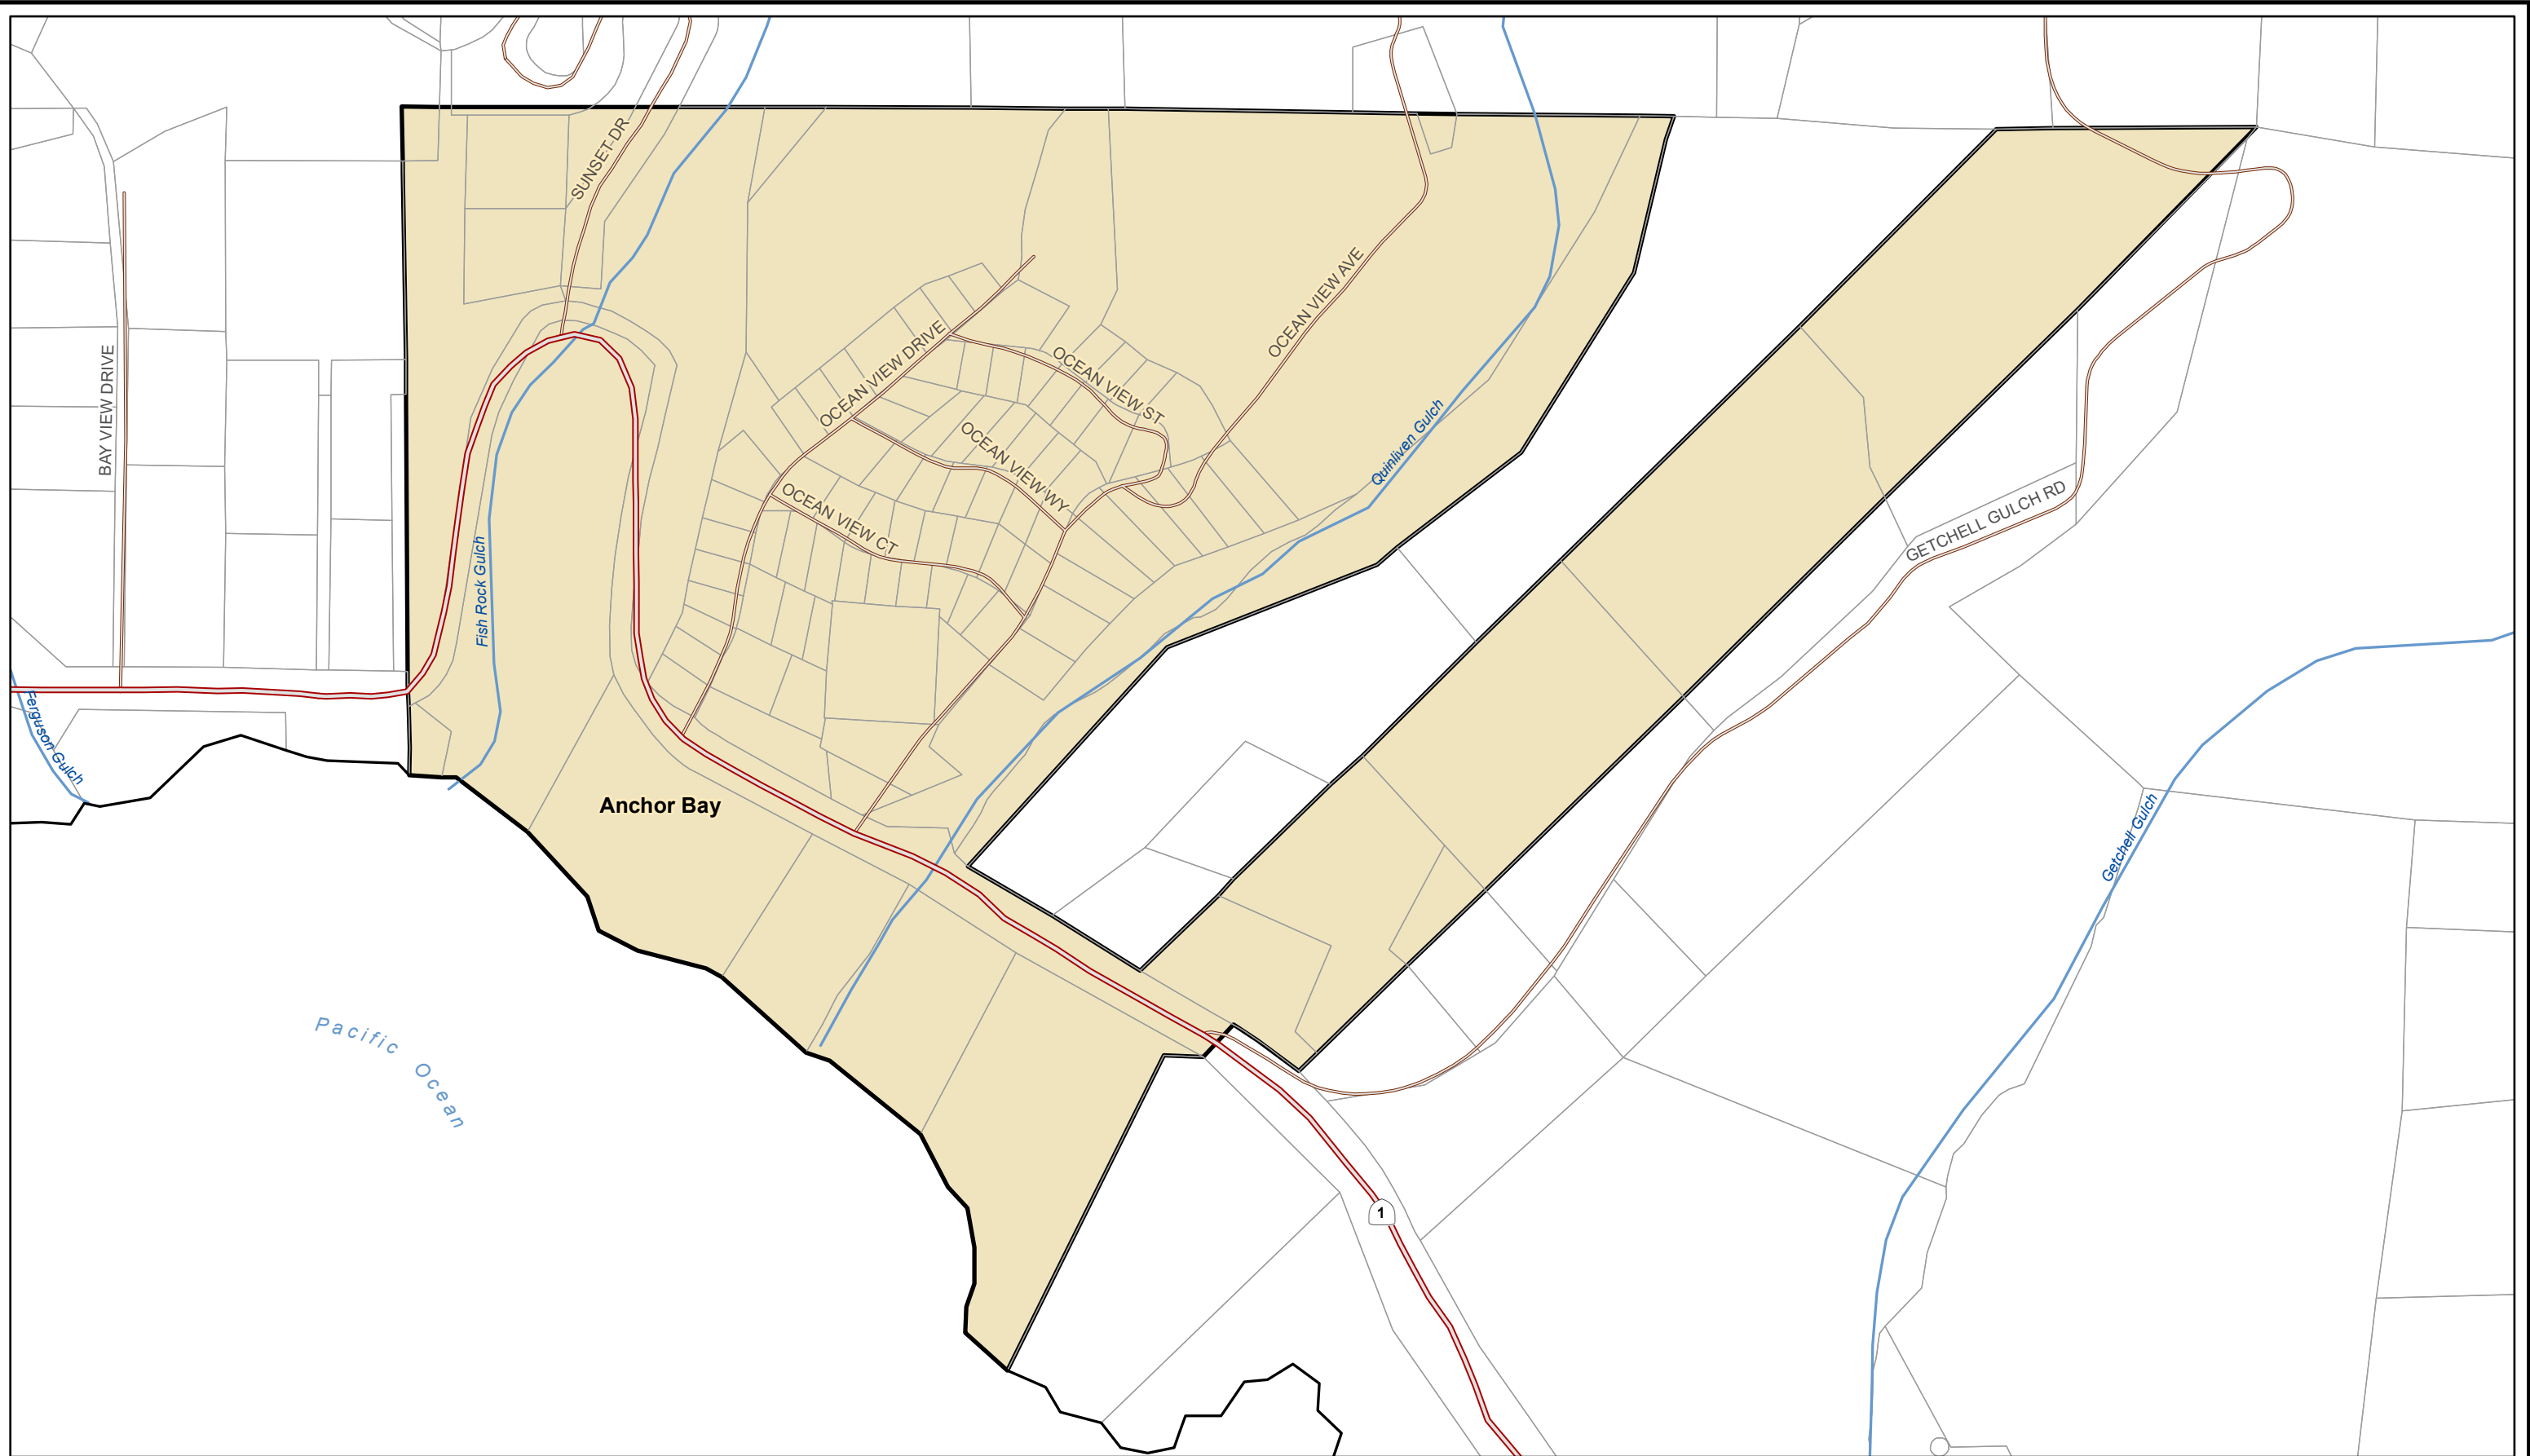 SUNSET DR
BAY VIEW DRIVE
OCEAN VIEW DRIVE
OCEAN VIEW ST
OCEAN VIEW AVE
OCEAN VIEW WY
OCEAN VIEW CT
Quinliven Gulch
GETCHELL GULCH RD
Fish Rock Gulch
Ferguson Gulch
Anchor Bay
Getchell Gulch
Pacific Ocean
1